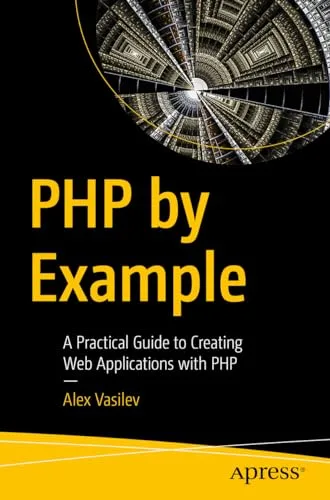 PHP by
Example
A Practical Guide to Creating
Web Applications with PHP
Alex Vasilev
Apress®